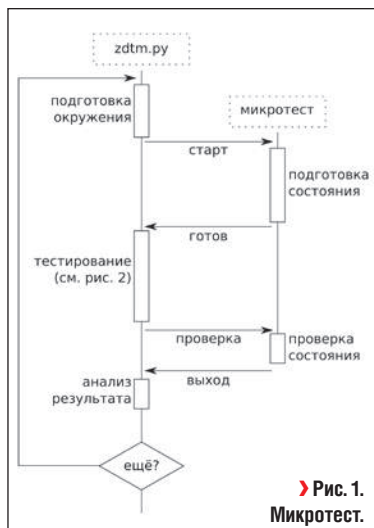 zdtm.py
подготовка
окружения
микротест
старт
подготовка
состояния
готов
тестирование
(см. рис. 2)
проверка
проверка
состояния
выход
анализ
результата
ещё?
Рис. 1.
Микротест.